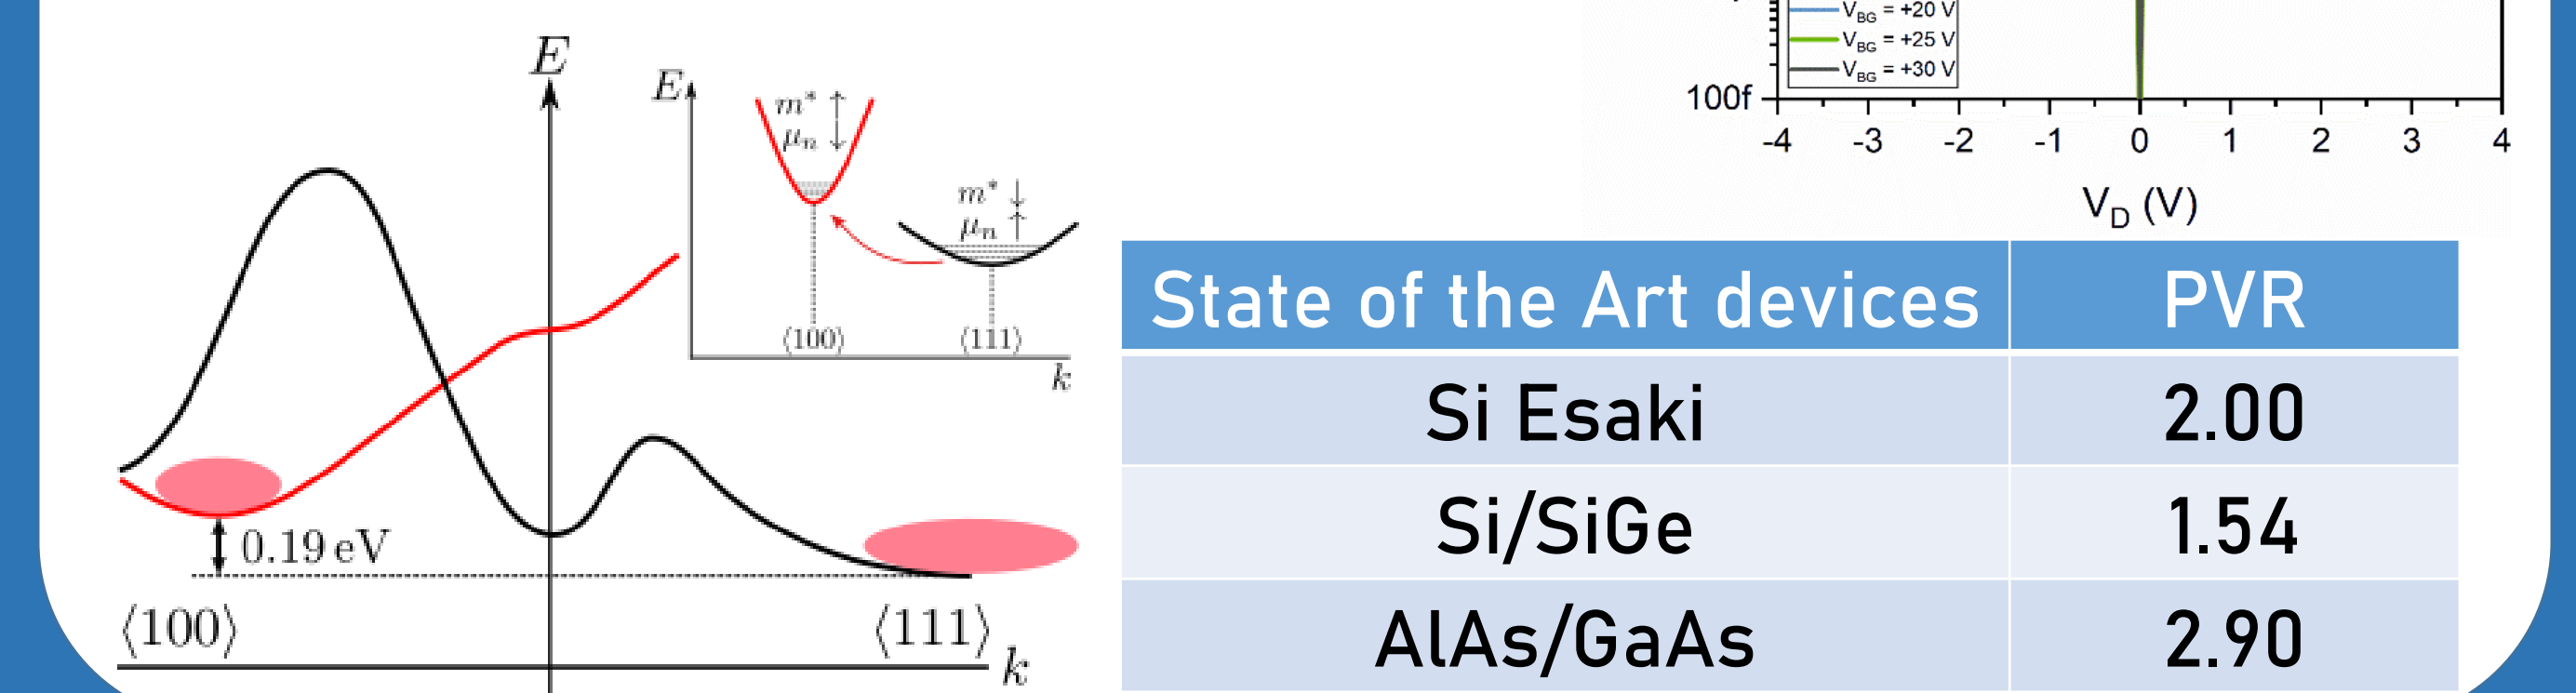 E
E
m* ↑
μn ↓
m* ↓
μn ↑
⟨100⟩
⟨111⟩
k
0.19 eV
⟨100⟩
⟨111⟩
k
VBG = +20 V
VBG = +25 V
VBG = +30 V
100f
-4 -3 -2 -1 0 1 2 3 4
VD (V)
State of the Art devices PVR
Si Esaki 2.00
Si/SiGe 1.54
AlAs/GaAs 2.90